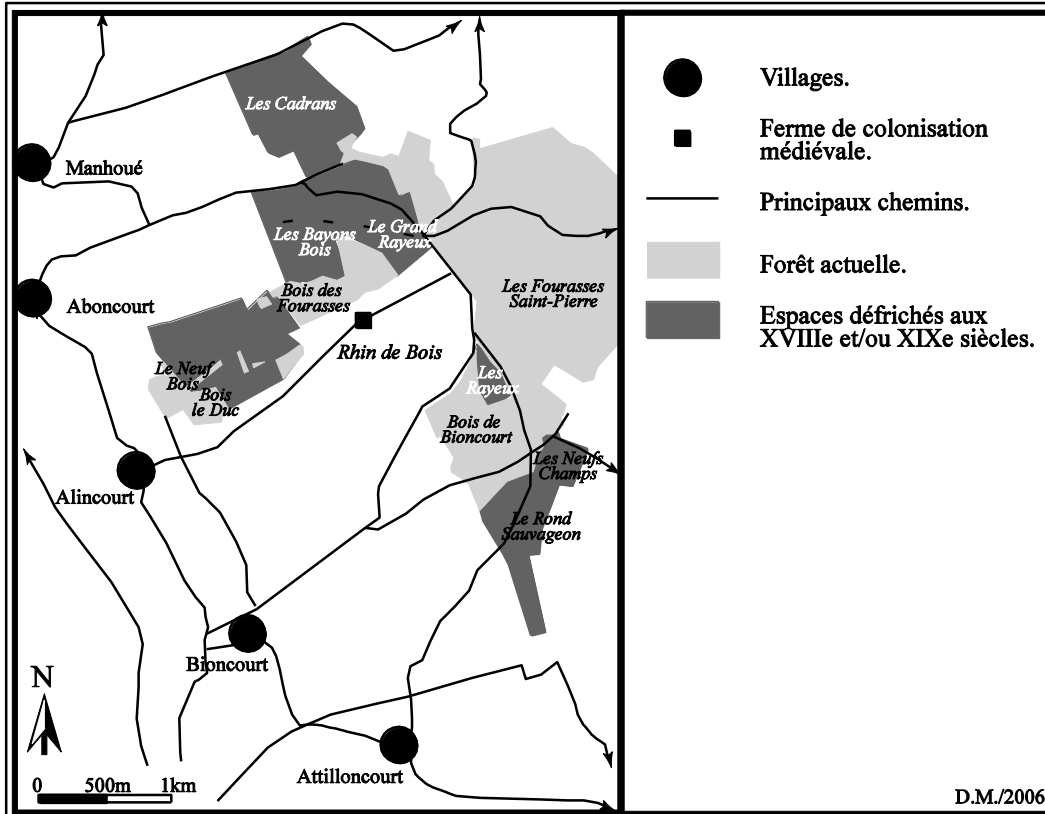 Les Cadrans
Manhoué
Les Bayons
Bois
Le Grand
Rayeux
Aboncourt
Bois des
Fourasses
Les Fourasses
Saint-Pierre
Rhin de Bois
Le Neuf
Bois
Bois
le Duc
Les
Rayeux
Bois de
Bioncourt
Alincourt
Les Neufs
Champs
Le Rond
Sauvageon
Bioncourt
Attilloncourt
N
0 500m 1km
Villages.
Ferme de colonisation
médiévale.
Principaux chemins.
Forêt actuelle.
Espaces défrichés aux
XVIIIe et/ou XIXe siècles.
D.M./2006